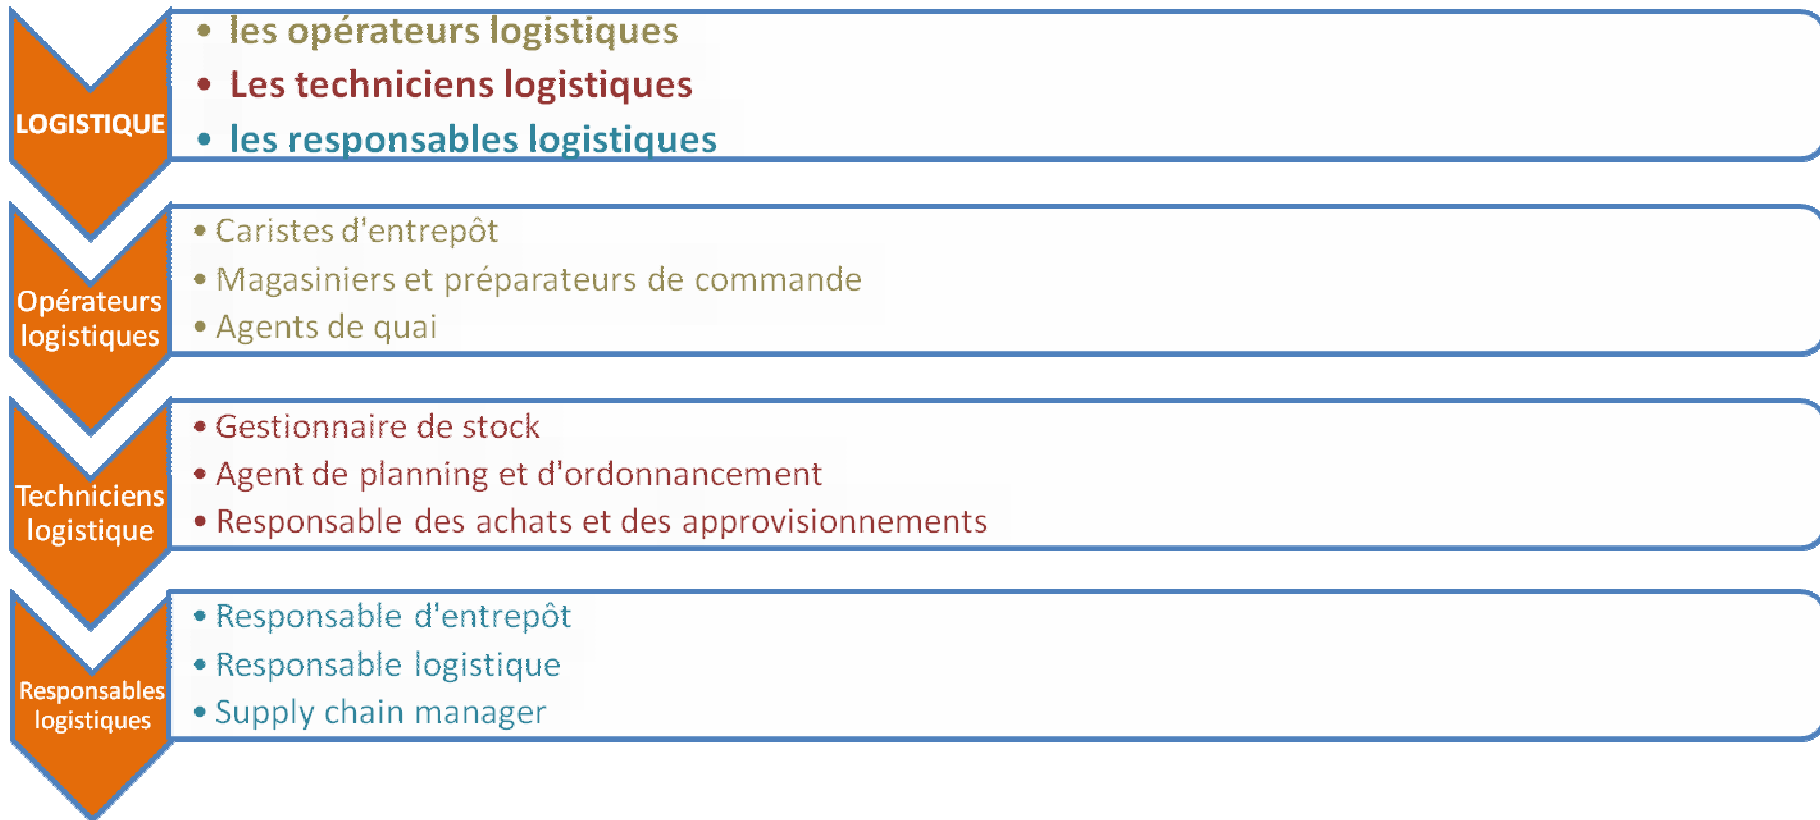 LOGISTIQUE
• les opérateurs logistiques
• Les techniciens logistiques
• les responsables logistiques
Opérateurs
logistiques
• Caristes d'entrepôt
• Magasiniers et préparateurs de commande
• Agents de quai
Techniciens
logistique
• Gestionnaire de stock
• Agent de planning et d'ordonnancement
• Responsable des achats et des approvisionnements
Responsables
logistiques
• Responsable d'entrepôt
• Responsable logistique
• Supply chain manager